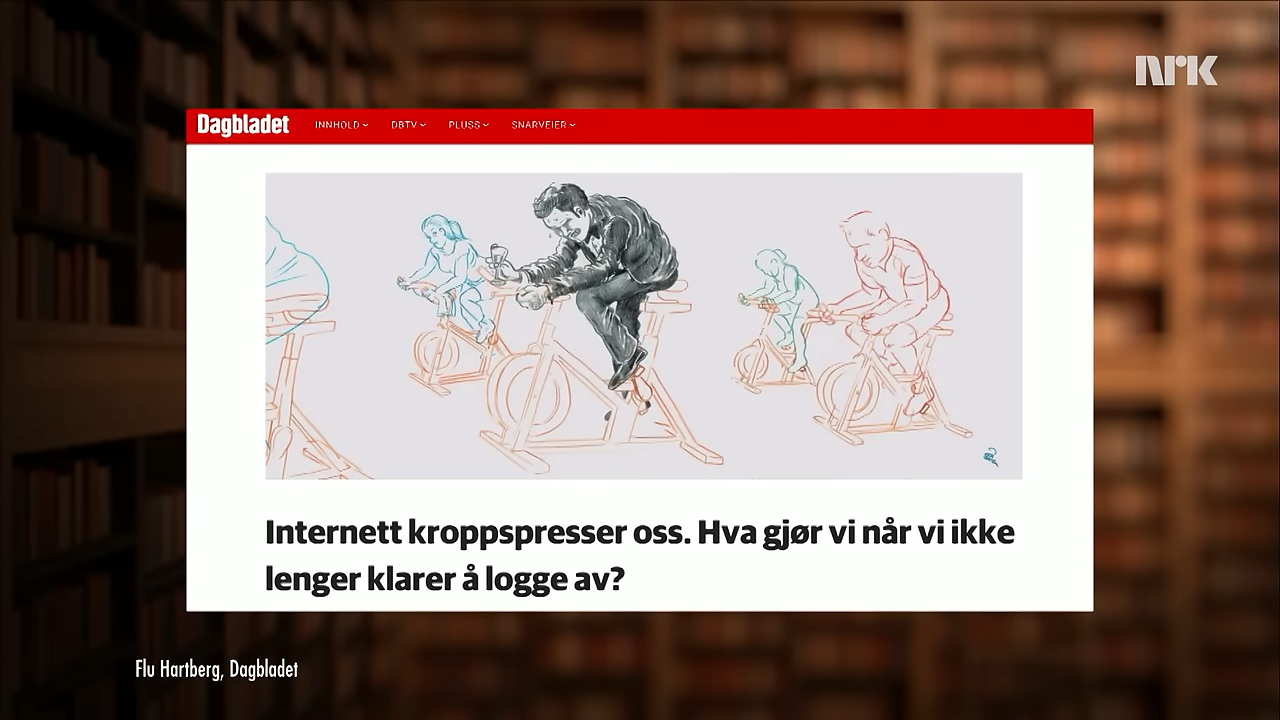 NRK
Dagbladet INNHOLD DBTV PLUSS SNARVEIER
Internett kroppspresser oss. Hva gjør vi når vi ikke
lenger klarer å logge av?
Flu Hartberg, Dagbladet